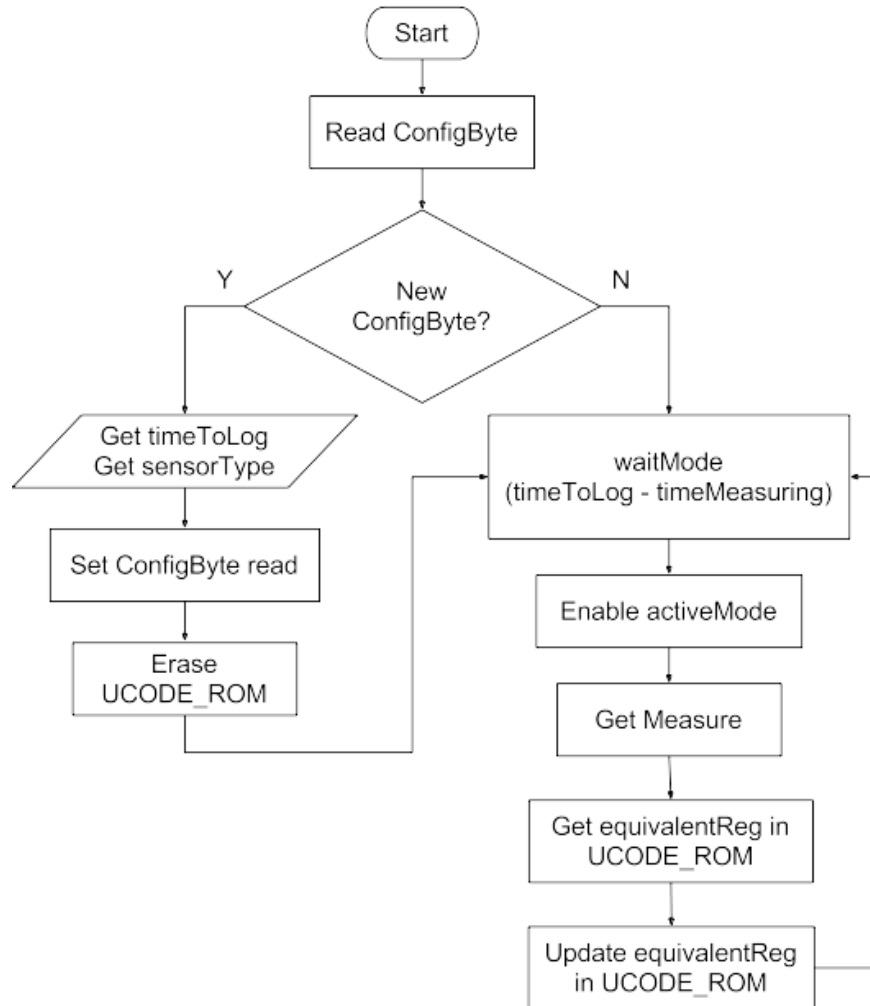 Start
Read ConfigByte
New
ConfigByte?
Y
N
Get timeToLog
Get sensorType
Set ConfigByte read
Erase
UCODE_ROM
waitMode
(timeToLog - timeMeasuring)
Enable activeMode
Get Measure
Get equivalentReg in
UCODE_ROM
Update equivalentReg
in UCODE_ROM